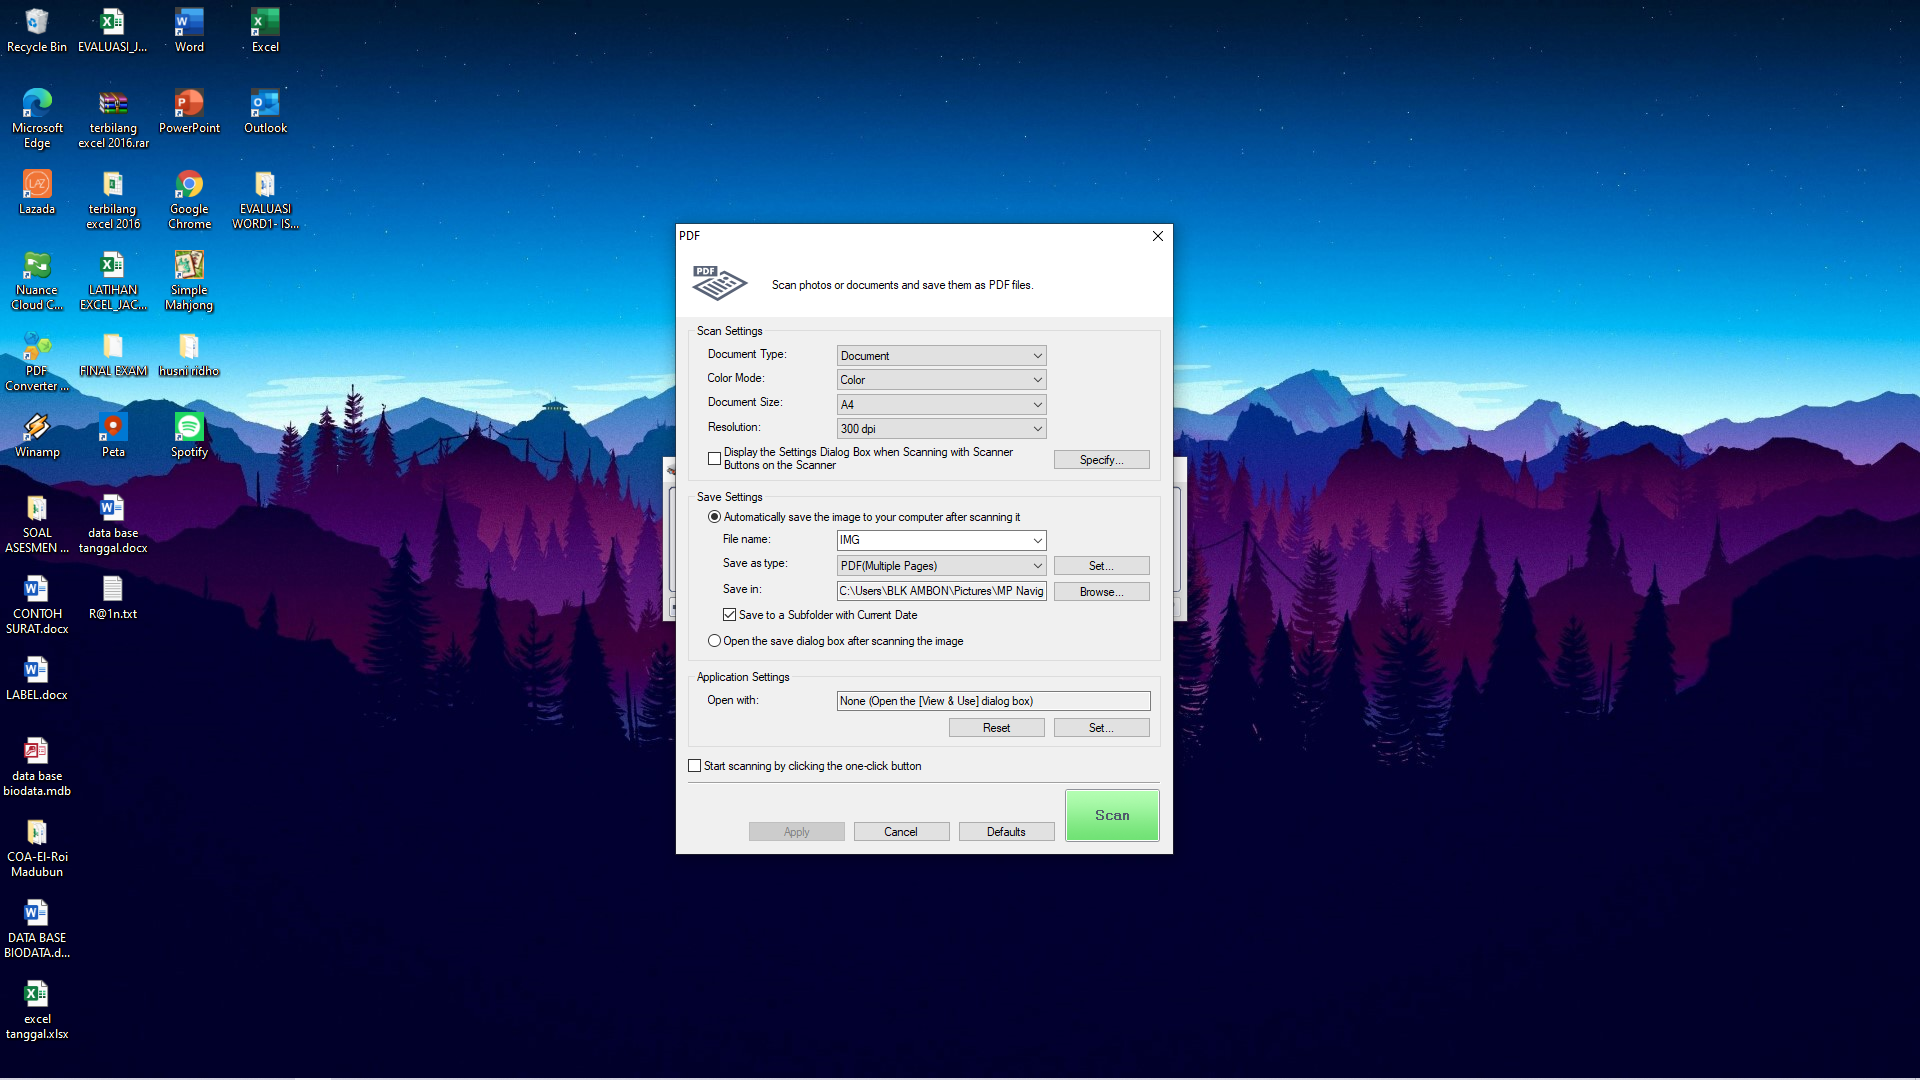 Recycle Bin
EVALUASI_J...
Word
Excel
Microsoft
Edge
terbilang
excel 2016.rar
PowerPoint
Outlook
Lazada
terbilang
excel 2016
Google
Chrome
EVALUASI
WORD1- IS...
Nuance
Cloud C...
LATIHAN
EXCEL_JAC...
Simple
Mahjong
PDF
Converter ...
FINAL EXAM
husni ridho
Winamp
Peta
Spotify
SOAL
ASESMEN ...
data base
tanggal.docx
CONTOH
SURAT.docx
R@1n.txt
LABEL.docx
data base
biodata.mdb
COA-EI-Roi
Madubun
DATA BASE
BIODATA.d...
excel
tanggal.xlsx
PDF
PDF
Scan photos or documents and save them as PDF files.
Scan Settings
Document Type: Document
Color Mode: Color
Document Size: A4
Resolution: 300 dpi
Display the Settings Dialog Box when Scanning with Scanner
Buttons on the Scanner
Specify...
Save Settings
Automatically save the image to your computer after scanning it
File name: IMG
Save as type: PDF(Multiple Pages) Set...
Save in: C:\Users\BLK AMBON\Pictures\MP Navig Browse...
Save to a Subfolder with Current Date
Open the save dialog box after scanning the image
Application Settings
Open with: None (Open the [View & Use] dialog box)
Reset Set...
Start scanning by clicking the one-click button
Apply Cancel Defaults Scan